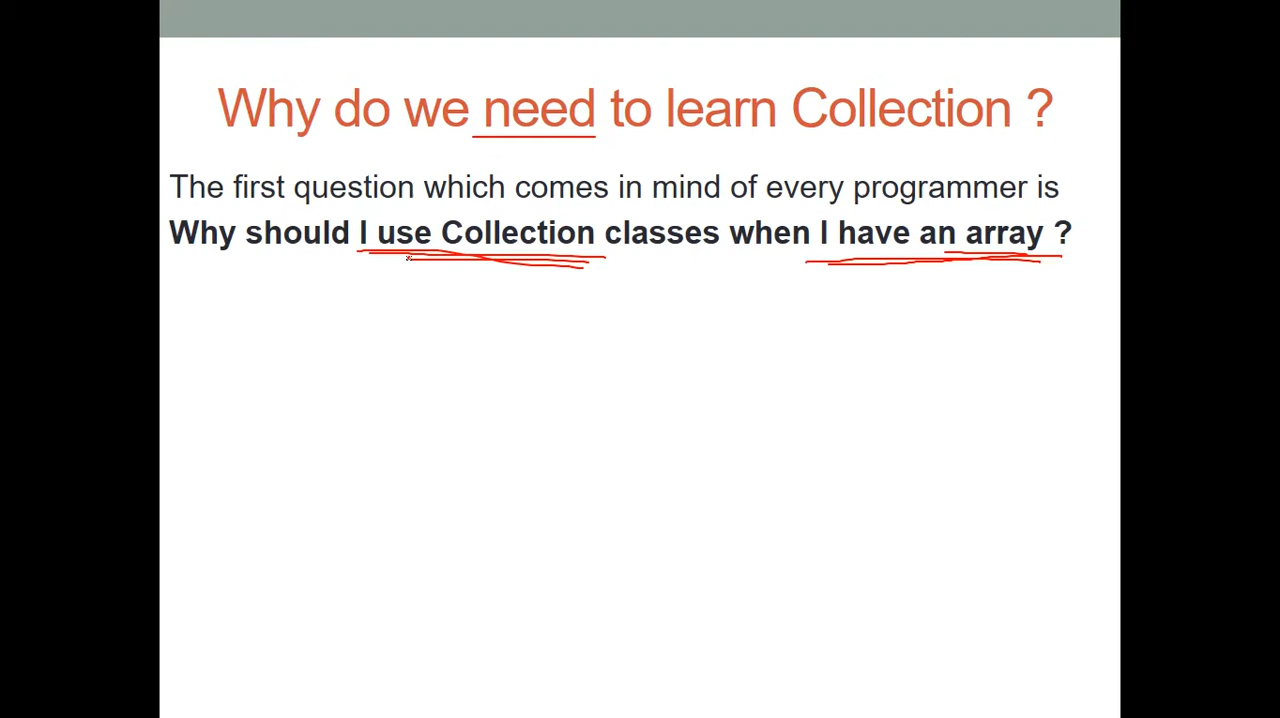 Why do we need to learn Collection ?
The first question which comes in mind of every programmer is
Why should I use Collection classes when I have an array ?